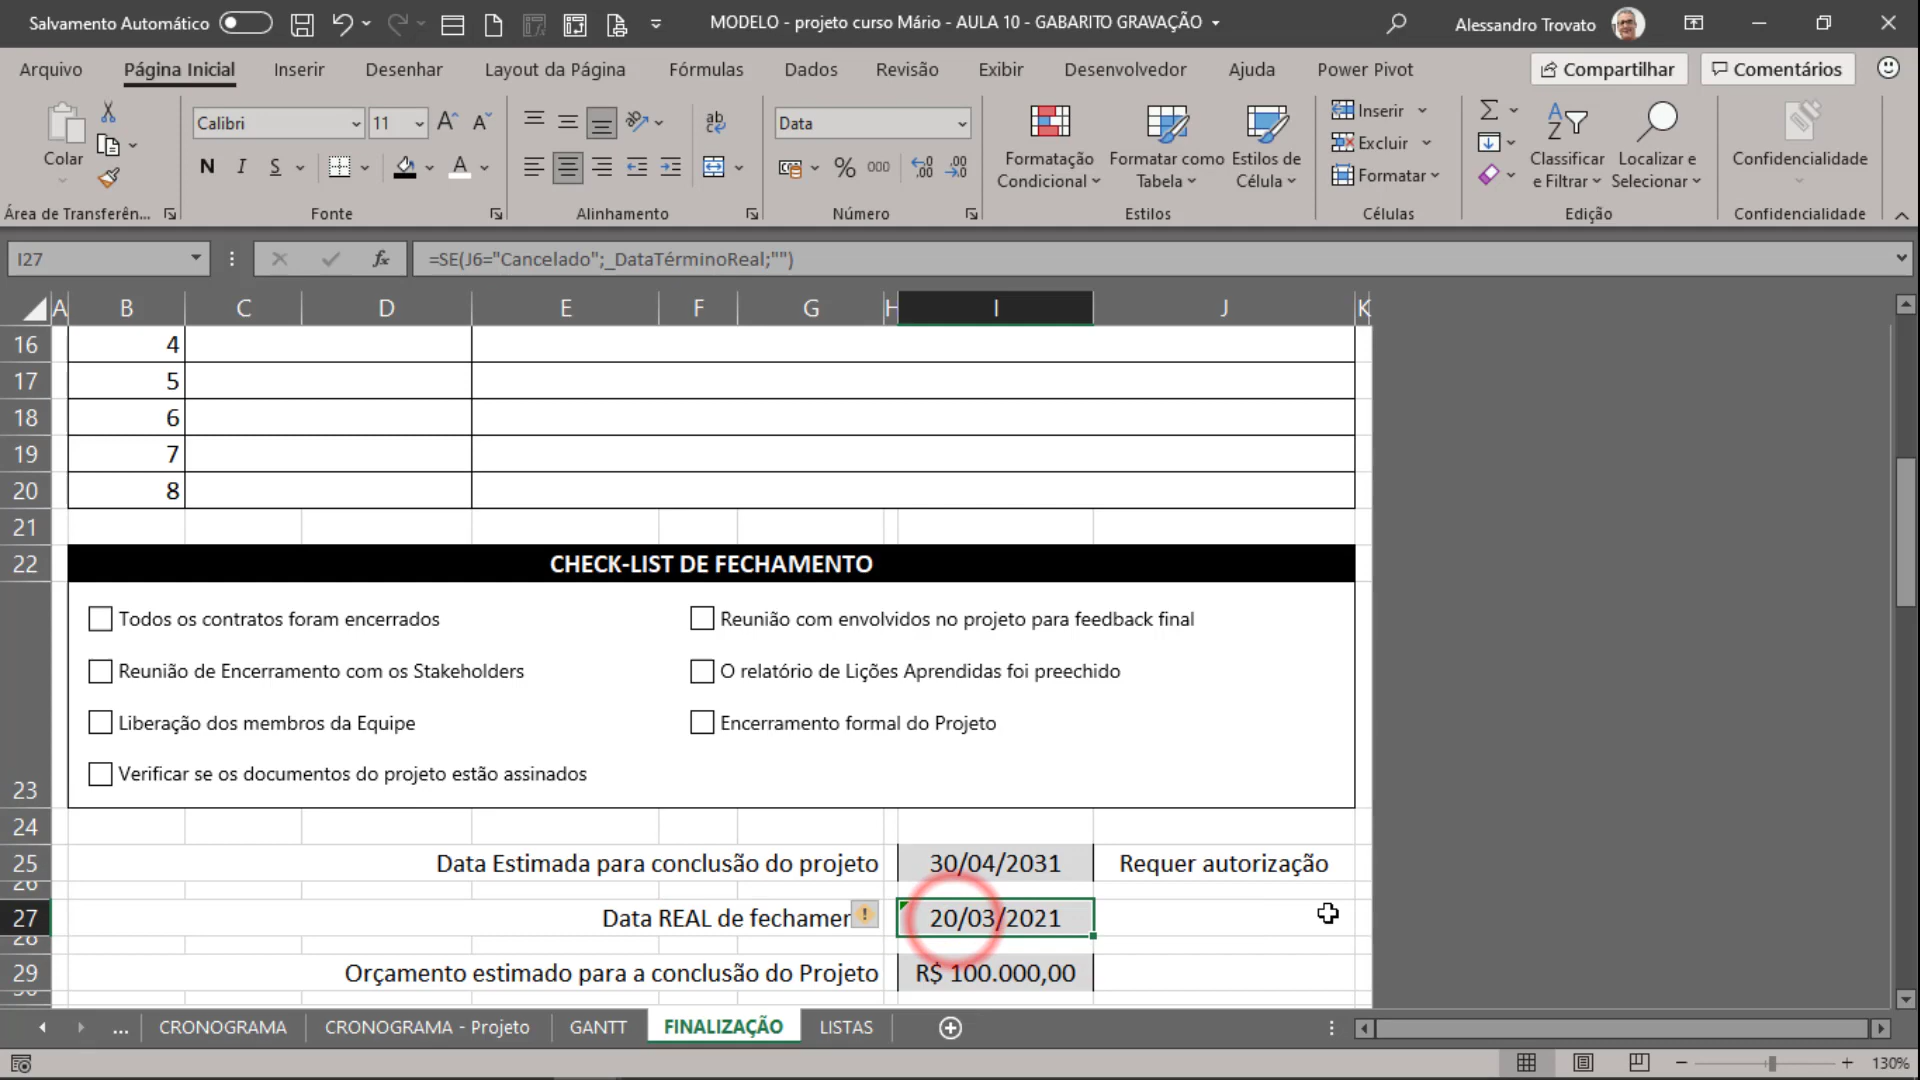 Salvamento Automático
MODELO - projeto curso Mário - AULA 10 - GABARITO GRAVAÇÃO
Alessandro Trovato
Arquivo
Página Inicial
Inserir
Desenhar
Layout da Página
Fórmulas
Dados
Revisão
Exibir
Desenvolvedor
Ajuda
Power Pivot
Compartilhar
Comentários
Colar
Área de Transferên...
Calibri
11
N I S
Fonte
ab
Alinhamento
Data
% 000
Número
Formatação Condicional
Formatar como Tabela
Estilos de Célula
Estilos
Inserir
Excluir
Formatar
Células
Classificar e Filtrar
Localizar e Selecionar
Edição
Confidencialidade
Confidencialidade
I27
fx
=SE(J6="Cancelado";_DataTérminoReal;"")
A B C D E F G H I J K
16 4
17 5
18 6
19 7
20 8
21
22 CHECK-LIST DE FECHAMENTO
Todos os contratos foram encerrados
Reunião com envolvidos no projeto para feedback final
Reunião de Encerramento com os Stakeholders
O relatório de Lições Aprendidas foi preechido
Liberação dos membros da Equipe
Encerramento formal do Projeto
Verificar se os documentos do projeto estão assinados
23
24
25 Data Estimada para conclusão do projeto 30/04/2031 Requer autorização
26
27 Data REAL de fechamer 20/03/2021
28
29 Orçamento estimado para a conclusão do Projeto R$ 100.000,00
... CRONOGRAMA CRONOGRAMA - Projeto GANTT FINALIZAÇÃO LISTAS
130%